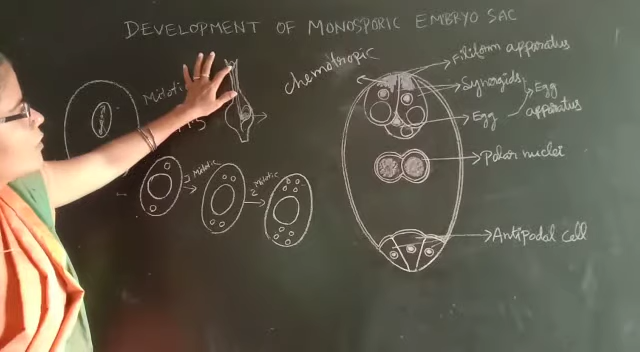 DEVELOPMENT OF MONOSPORIC EMBRYO SAC
Filiform apparatus
chemotropic
Synergids
Egg
apparatus
Egg
Polar nuclei
Mitotic
Mitotic
Antipodal cell